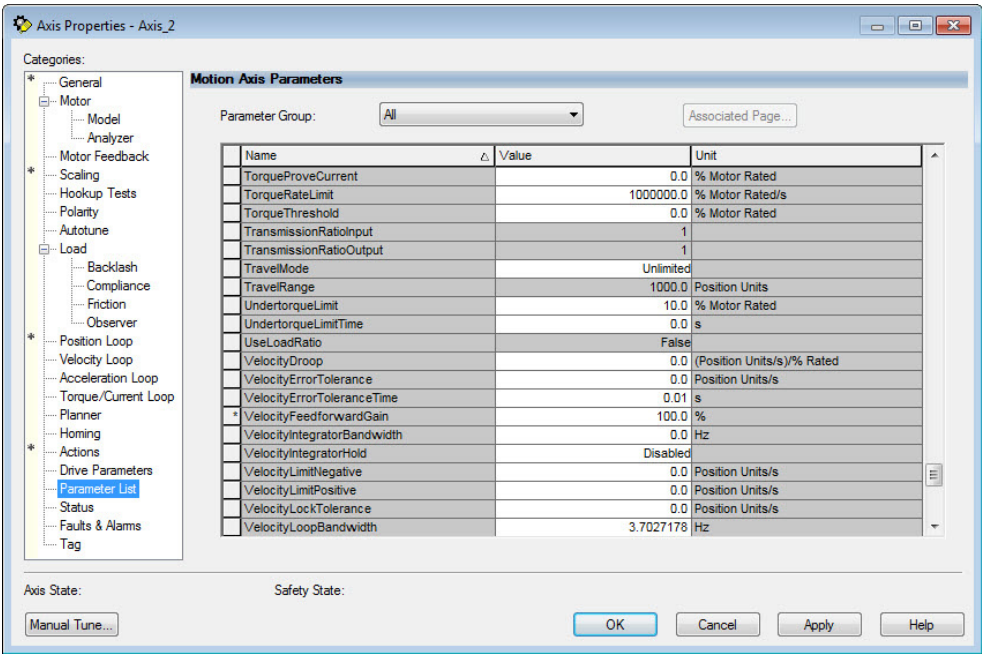 Axis Properties - Axis_2
Categories:
* General
Motor
Model
Analyzer
Motor Feedback
* Scaling
Hookup Tests
Polarity
Autotune
Load
Backlash
Compliance
Friction
Observer
* Position Loop
Velocity Loop
Acceleration Loop
Torque/Current Loop
Planner
Homing
* Actions
Drive Parameters
Parameter List
Status
Faults & Alarms
Tag
Motion Axis Parameters
Parameter Group: All Associated Page...
Name Value Unit
TorqueProveCurrent 0.0 % Motor Rated
TorqueRateLimit 1000000.0 % Motor Rated/s
TorqueThreshold 0.0 % Motor Rated
TransmissionRatioInput 1
TransmissionRatioOutput 1
TravelMode Unlimited
TravelRange 1000.0 Position Units
UndertorqueLimit 10.0 % Motor Rated
UndertorqueLimitTime 0.0 s
UseLoadRatio False
VelocityDroop 0.0 (Position Units/s)/% Rated
VelocityErrorTolerance 0.0 Position Units/s
VelocityErrorToleranceTime 0.01 s
* VelocityFeedforwardGain 100.0 %
VelocityIntegratorBandwidth 0.0 Hz
VelocityIntegratorHold Disabled
VelocityLimitNegative 0.0 Position Units/s
VelocityLimitPositive 0.0 Position Units/s
VelocityLockTolerance 0.0 Position Units/s
VelocityLoopBandwidth 3.7027178 Hz
Axis State: Safety State:
Manual Tune... OK Cancel Apply Help